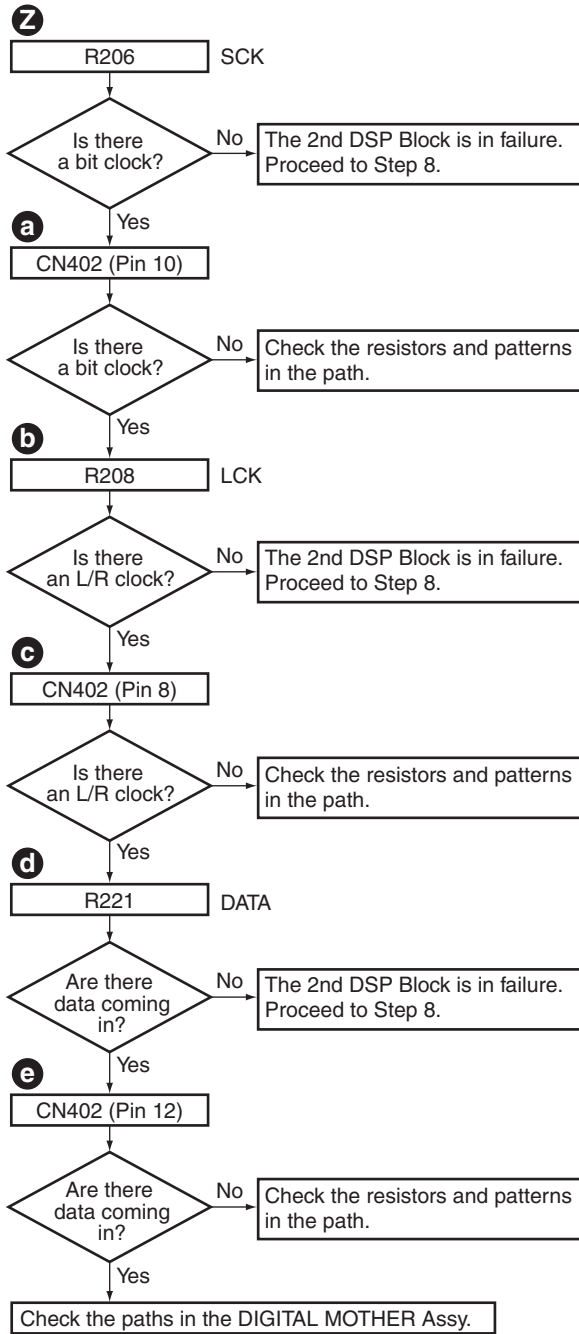 Z
R206 SCK
Is there
a bit clock?
No
The 2nd DSP Block is in failure.
Proceed to Step 8.
Yes
a
CN402 (Pin 10)
Is there
a bit clock?
No
Check the resistors and patterns
in the path.
Yes
b
R208 LCK
Is there
an L/R clock?
No
The 2nd DSP Block is in failure.
Proceed to Step 8.
Yes
c
CN402 (Pin 8)
Is there
an L/R clock?
No
Check the resistors and patterns
in the path.
Yes
d
R221 DATA
Are there
data coming
in?
No
The 2nd DSP Block is in failure.
Proceed to Step 8.
Yes
e
CN402 (Pin 12)
Are there
data coming
in?
No
Check the resistors and patterns
in the path.
Yes
Check the paths in the DIGITAL MOTHER Assy.